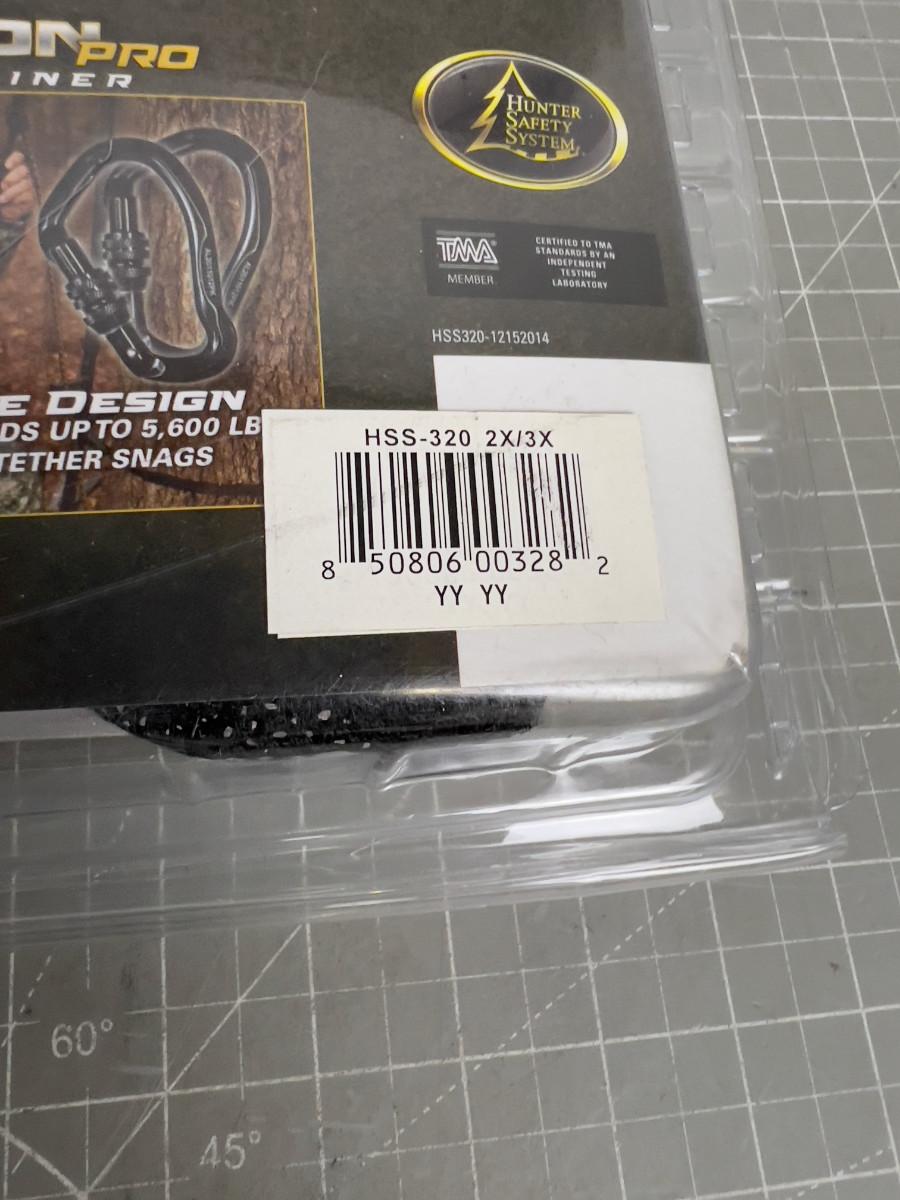 ON PRO
INER
HUNTER
SAFETY
SYSTEM
TMA
MEMBER
CERTIFIED TO TMA
STANDARDS BY AN
INDEPENDENT
TESTING
LABORATORY
HSS320-12152014
E DESIGN
DS UP TO 5,600 LB
TETHER SNAGS
HSS-320 2X/3X
8 50806 00328 2
YY YY
60°
45°